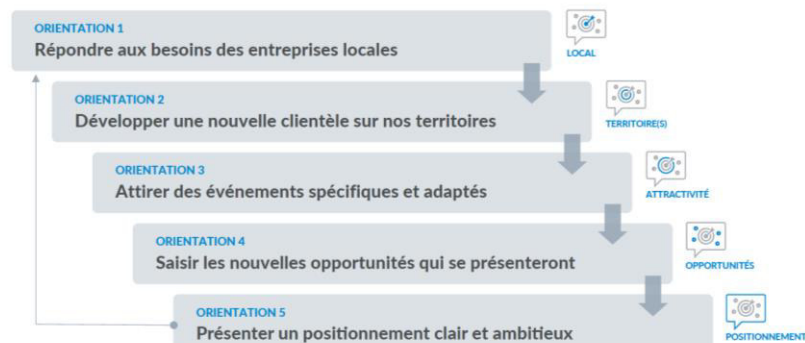 ORIENTATION 1
Répondre aux besoins des entreprises locales
LOCAL
ORIENTATION 2
Développer une nouvelle clientèle sur nos territoires
TERRITOIRE(S)
ORIENTATION 3
Attirer des événements spécifiques et adaptés
ATTRACTIVITÉ
ORIENTATION 4
Saisir les nouvelles opportunités qui se présenteront
OPPORTUNITÉS
ORIENTATION 5
Présenter un positionnement clair et ambitieux
POSITIONNEMENT